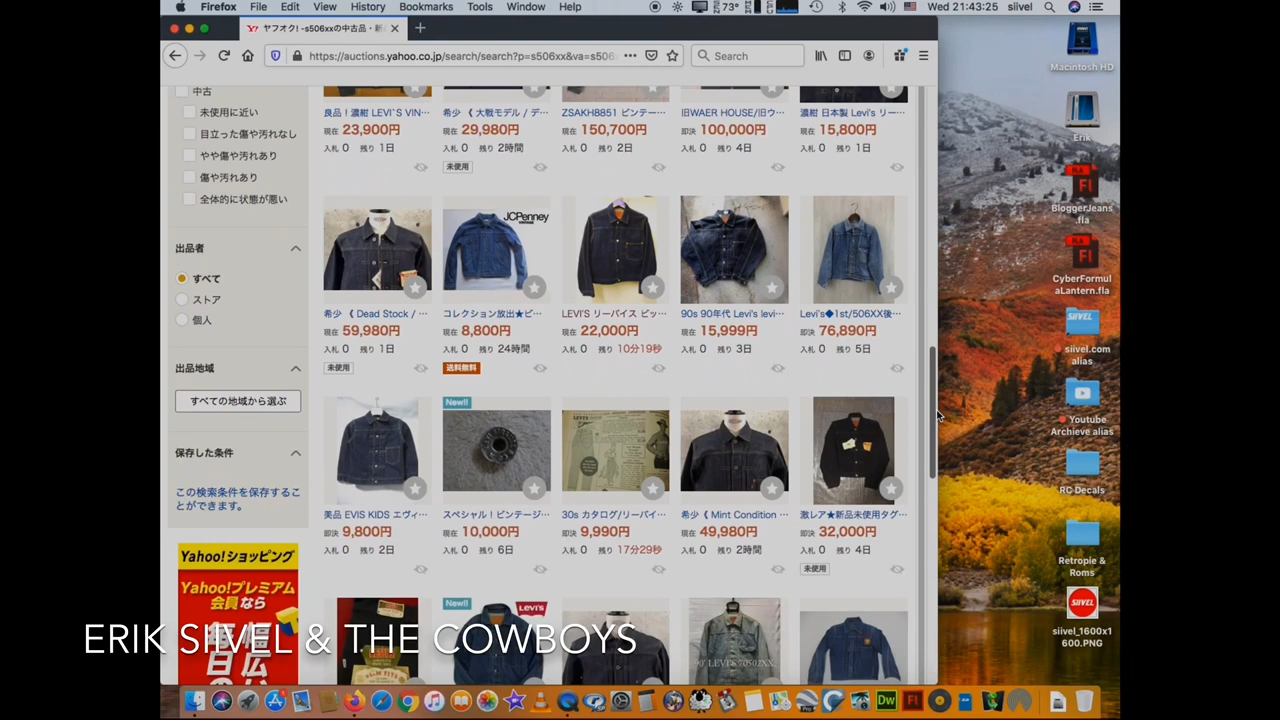 Firefox File Edit View History Bookmarks Tools Window Help 73° Wed 21:43:25 siivel
ヤフオク! -s506xxの中古品・新
https://auctions.yahoo.co.jp/search/search?p=s506xx&va=s506
Search
中古
未使用に近い
目立った傷や汚れなし
やや傷や汚れあり
傷や汚れあり
全体的に状態が悪い
出品者
すべて
ストア
個人
出品地域
すべての地域から選ぶ
保存した条件
この検索条件を保存するこ
とができます。
Yahoo!ショッピング
Yahoo!プレミアム
会員なら
良品！濃紺 LEVI`S VIN…
現在 23,900円
入札 0 残り 1日
希少 《 大戦モデル / デ…
現在 29,980円
入札 0 残り 2時間
未使用
ZSAKH8851 ビンテー…
現在 150,700円
入札 0 残り 2日
旧WAER HOUSE/旧ウ…
即決 100,000円
入札 0 残り 4日
濃紺 日本製 Levi's リー…
現在 15,800円
入札 0 残り 1日
希少 《 Dead Stock / …
現在 59,980円
入札 0 残り 1日
未使用
JCPenney
コレクション放出★ビ…
現在 8,800円
入札 0 残り 24時間
送料無料
LEVI'S リーバイス ビッ…
現在 22,000円
入札 0 残り 10分19秒
90s 90年代 Levi's levi…
現在 15,999円
入札 0 残り 3日
Levi's◆1st/506XX後…
即決 76,890円
入札 0 残り 5日
美品 EVIS KIDS エヴィ…
即決 9,800円
入札 0 残り 2日
New!!
スペシャル！ビンテージ…
現在 10,000円
入札 0 残り 6日
30s カタログ/リーバイ…
即決 9,990円
入札 0 残り 17分29秒
希少《 Mint Condition …
現在 49,980円
入札 0 残り 2時間
激レア★新品未使用タグ…
即決 32,000円
入札 0 残り 4日
未使用
New!!
Levi's
90' LEVI'S 70502XX
Macintosh HD
Erik
BloggerJeans
.fla
CyberFormul
aLantern.fla
siivel.com
alias
Youtube
Archieve alias
RC Decals
Retropie &
Roms
SIIVEL
siivel_1600x1
600.PNG
ERIK SIIVEL & THE COWBOYS